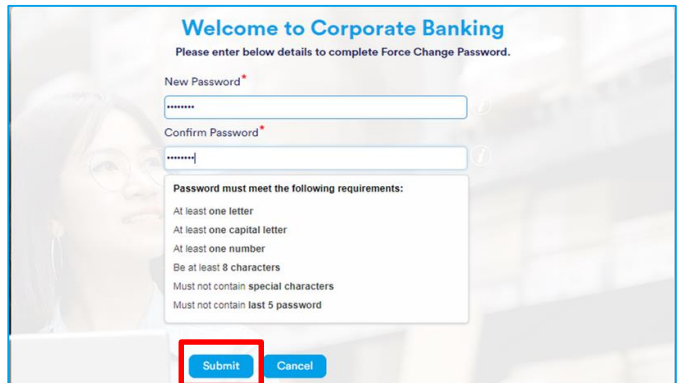 Welcome to Corporate Banking
Please enter below details to complete Force Change Password.
New Password*
••••••••
Confirm Password*
••••••••
Password must meet the following requirements:
At least one letter
At least one capital letter
At least one number
Be at least 8 characters
Must not contain special characters
Must not contain last 5 password
Submit Cancel